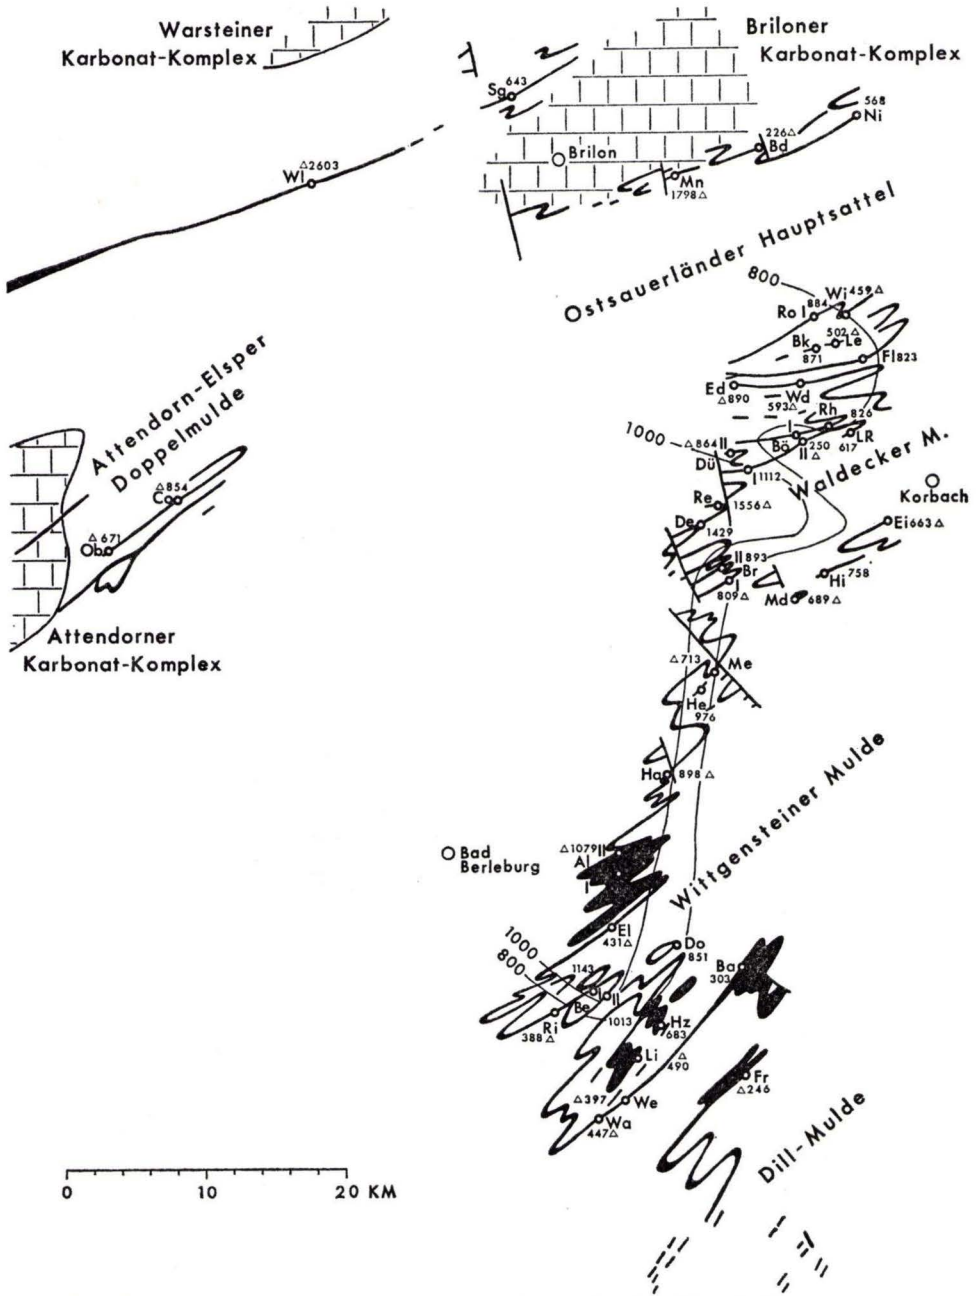 Warsteiner
Karbonat-Komplex
Briloner
Karbonat-Komplex
Sg 643
568
Ni
226△
Bd
Brilon
△2603
Wl
Mn
1798△
Ostsauerländer Hauptsattel
800
Wi 459△
884
Ro I
502△
Bk Le
871
Fl 823
Ed
△890
Wd
593△
Rh
826
1000
△864 II
I
Bö
II 250
△
LR
617
Dü
I 1112
Waldecker M.
Korbach
Attendorn-Elsper
Doppelmulde
△854
Co
△671
Ob
Re 1556△
De
1429
Ei 663△
II 893
Br
I
809△
Hi 758
Md 689△
Attendorner
Karbonat-Komplex
△713
Me
He
976
Ha 898△
Wittgensteiner Mulde
Bad
Berleburg
△1079 II
Al
I
El
431△
Do
851
1000
800
1143
I II
Be
1013
Ba
303
Ri
388△
Hz
683
Li
△
490
Fr
△246
△397
We
Wa
447△
Dill-Mulde
0 10 20 KM